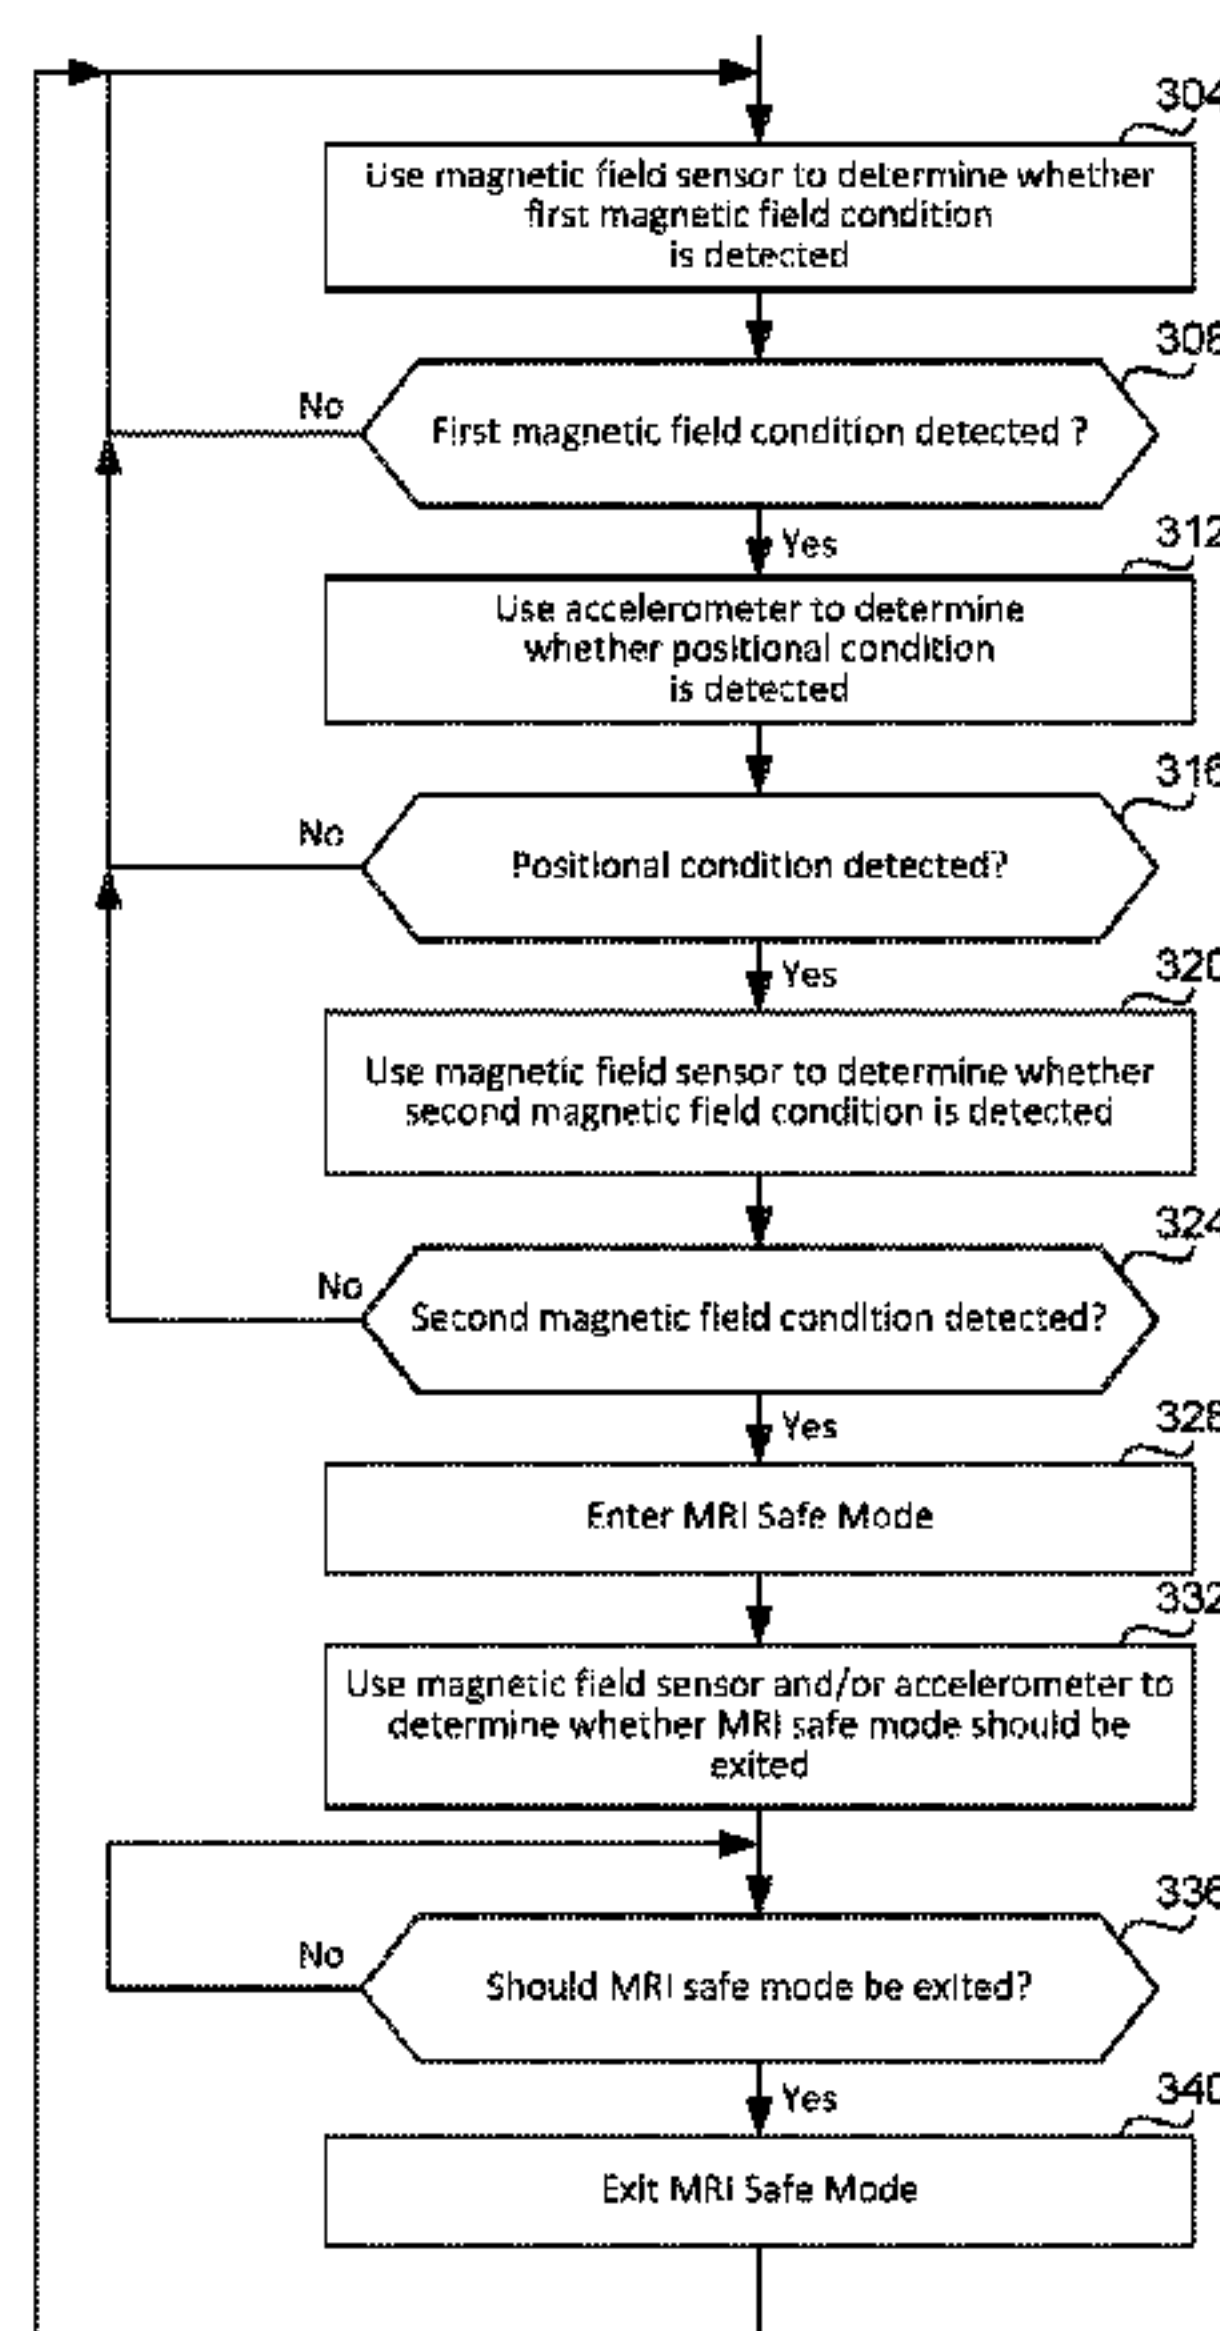 304
Use magnetic field sensor to determine whether
first magnetic field condition
is detected
308
No
First magnetic field condition detected ?
Yes
312
Use accelerometer to determine
whether positional condition
is detected
316
No
Positional condition detected?
Yes
320
Use magnetic field sensor to determine whether
second magnetic field condition is detected
324
No
Second magnetic field condition detected?
Yes
328
Enter MRI Safe Mode
332
Use magnetic field sensor and/or accelerometer to
determine whether MRI safe mode should be
exited
336
No
Should MRI safe mode be exited?
Yes
340
Exit MRI Safe Mode